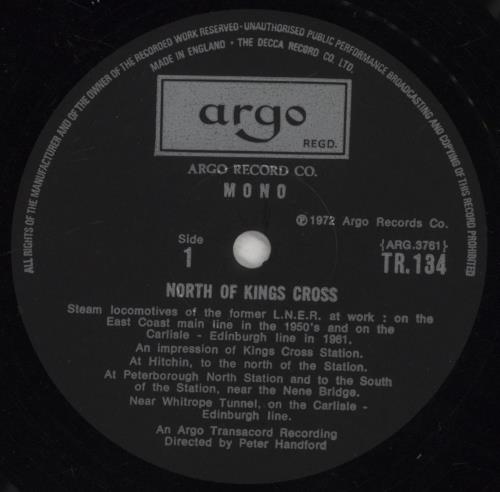 ALL RIGHTS OF THE MANUFACTURER AND OF THE OWNER OF THE RECORDED WORK RESERVED·UNAUTHORISED PUBLIC PERFORMANCE BROADCASTING AND COPYING OF THIS RECORD PROHIBITED
MADE IN ENGLAND · THE DECCA RECORD CO. LTD.
argo
REGD.
ARGO RECORD CO.
MONO
℗1972 Argo Records Co.
Side
1
{ARG.3761}
TR.134
NORTH OF KINGS CROSS
Steam locomotives of the former L.N.E.R. at work : on the
East Coast main line in the 1950's and on the
Carlisle - Edinburgh line in 1961.
An impression of Kings Cross Station.
At Hitchin, to the north of the Station.
At Peterborough North Station and to the South
of the Station, near the Nene Bridge.
Near Whitrope Tunnel, on the Carlisle -
Edinburgh line.
An Argo Transacord Recording
Directed by Peter Handford